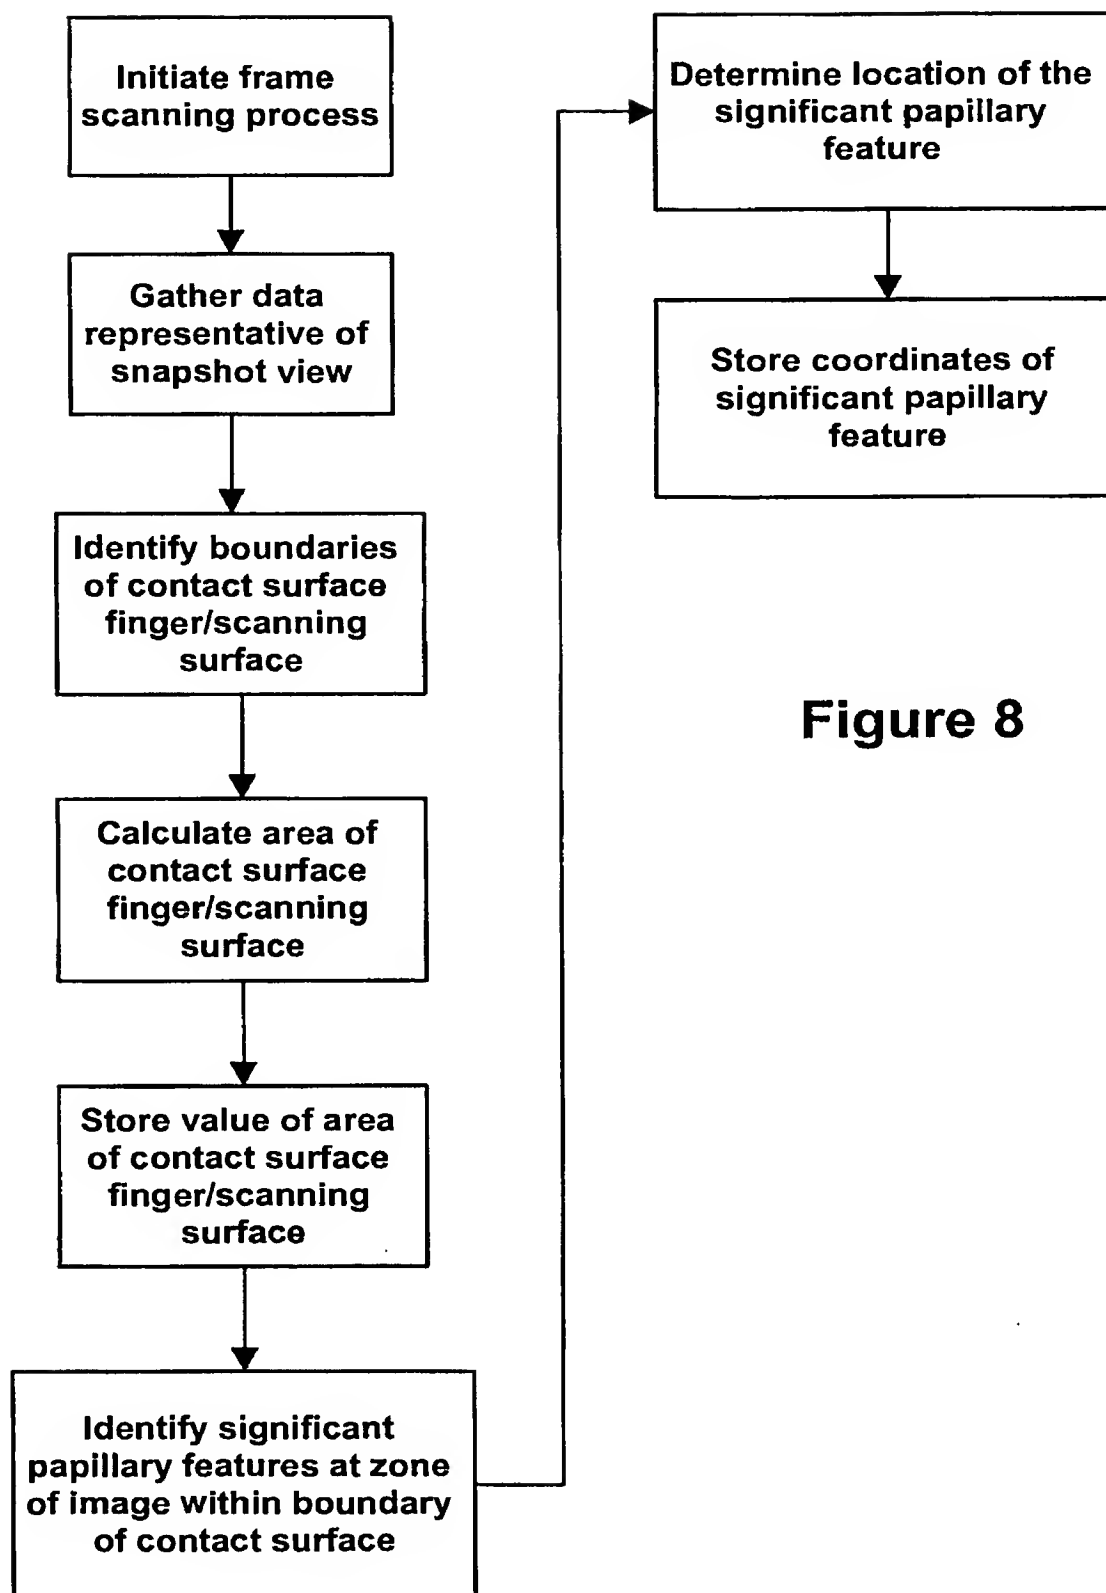 Initiate frame
scanning process
Gather data
representative of
snapshot view
Identify boundaries
of contact surface
finger/scanning
surface
Calculate area of
contact surface
finger/scanning
surface
Store value of area
of contact surface
finger/scanning
surface
Identify significant
papillary features at zone
of image within boundary
of contact surface
Determine location of the
significant papillary
feature
Store coordinates of
significant papillary
feature
Figure 8